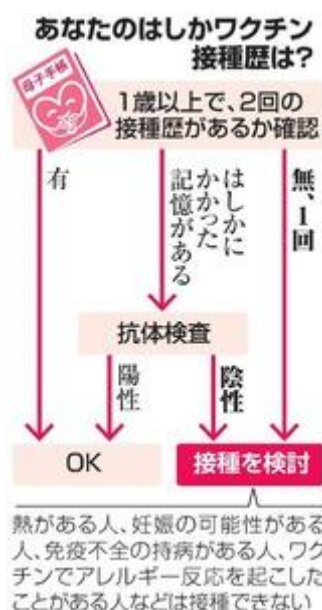 あなたのはしかワクチン
接種歴は?
母子手帳
1歳以上で、2回の
接種歴があるか確認
有
はしかに
かかった
記憶がある
無、1回
抗体検査
陽性
陰性
OK
接種を検討
熱がある人、妊娠の可能性がある
人、免疫不全の持病がある人、ワク
チンでアレルギー反応を起こした
ことがある人などは接種できない